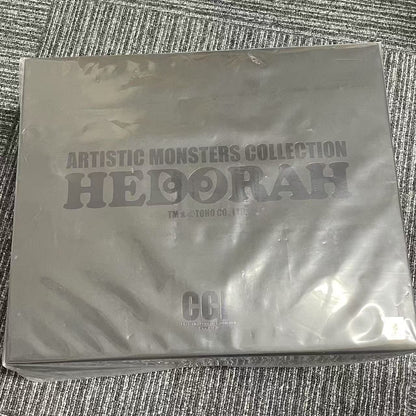 ARTISTIC MONSTERS COLLECTION
HEDORAH
TM & © TOHO CO., LTD.
CCP